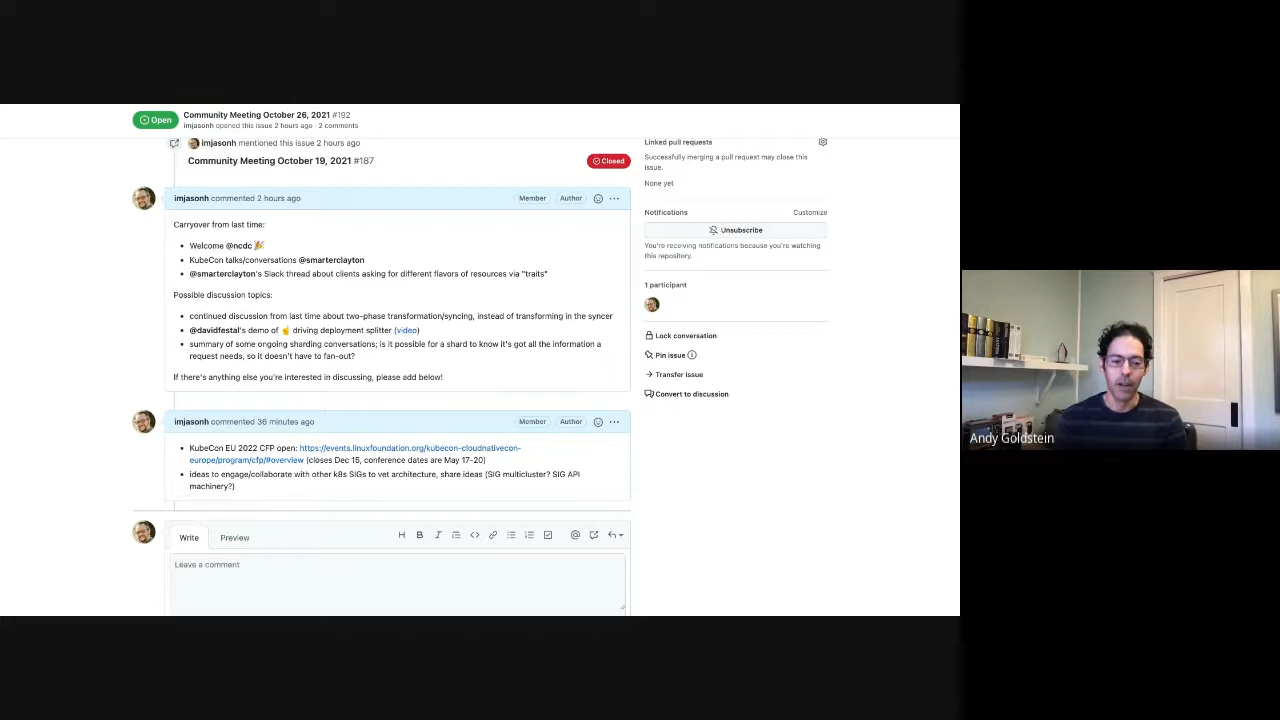 Open
Community Meeting October 26, 2021 #192
imjasonh opened this issue 2 hours ago · 2 comments
imjasonh mentioned this issue 2 hours ago
Community Meeting October 19, 2021 #187
Closed
imjasonh commented 2 hours ago
Member
Author
Carryover from last time:
• Welcome @ncdc 🎉
• KubeCon talks/conversations @smarterclayton
• @smarterclayton's Slack thread about clients asking for different flavors of resources via "traits"
Possible discussion topics:
• continued discussion from last time about two-phase transformation/syncing, instead of transforming in the syncer
• @davidfestal's demo of ☝ driving deployment splitter (video)
• summary of some ongoing sharding conversations; is it possible for a shard to know it's got all the information a
request needs, so it doesn't have to fan-out?
If there's anything else you're interested in discussing, please add below!
imjasonh commented 36 minutes ago
Member
Author
• KubeCon EU 2022 CFP open: https://events.linuxfoundation.org/kubecon-cloudnativecon-
europe/program/cfp/#overview (closes Dec 15, conference dates are May 17-20)
• ideas to engage/collaborate with other k8s SIGs to vet architecture, share ideas (SIG multicluster? SIG API
machinery?)
Write
Preview
Leave a comment
Linked pull requests
Successfully merging a pull request may close this
issue.
None yet
Notifications
Customize
Unsubscribe
You're receiving notifications because you're watching
this repository.
1 participant
Lock conversation
Pin issue
Transfer issue
Convert to discussion
Andy Goldstein